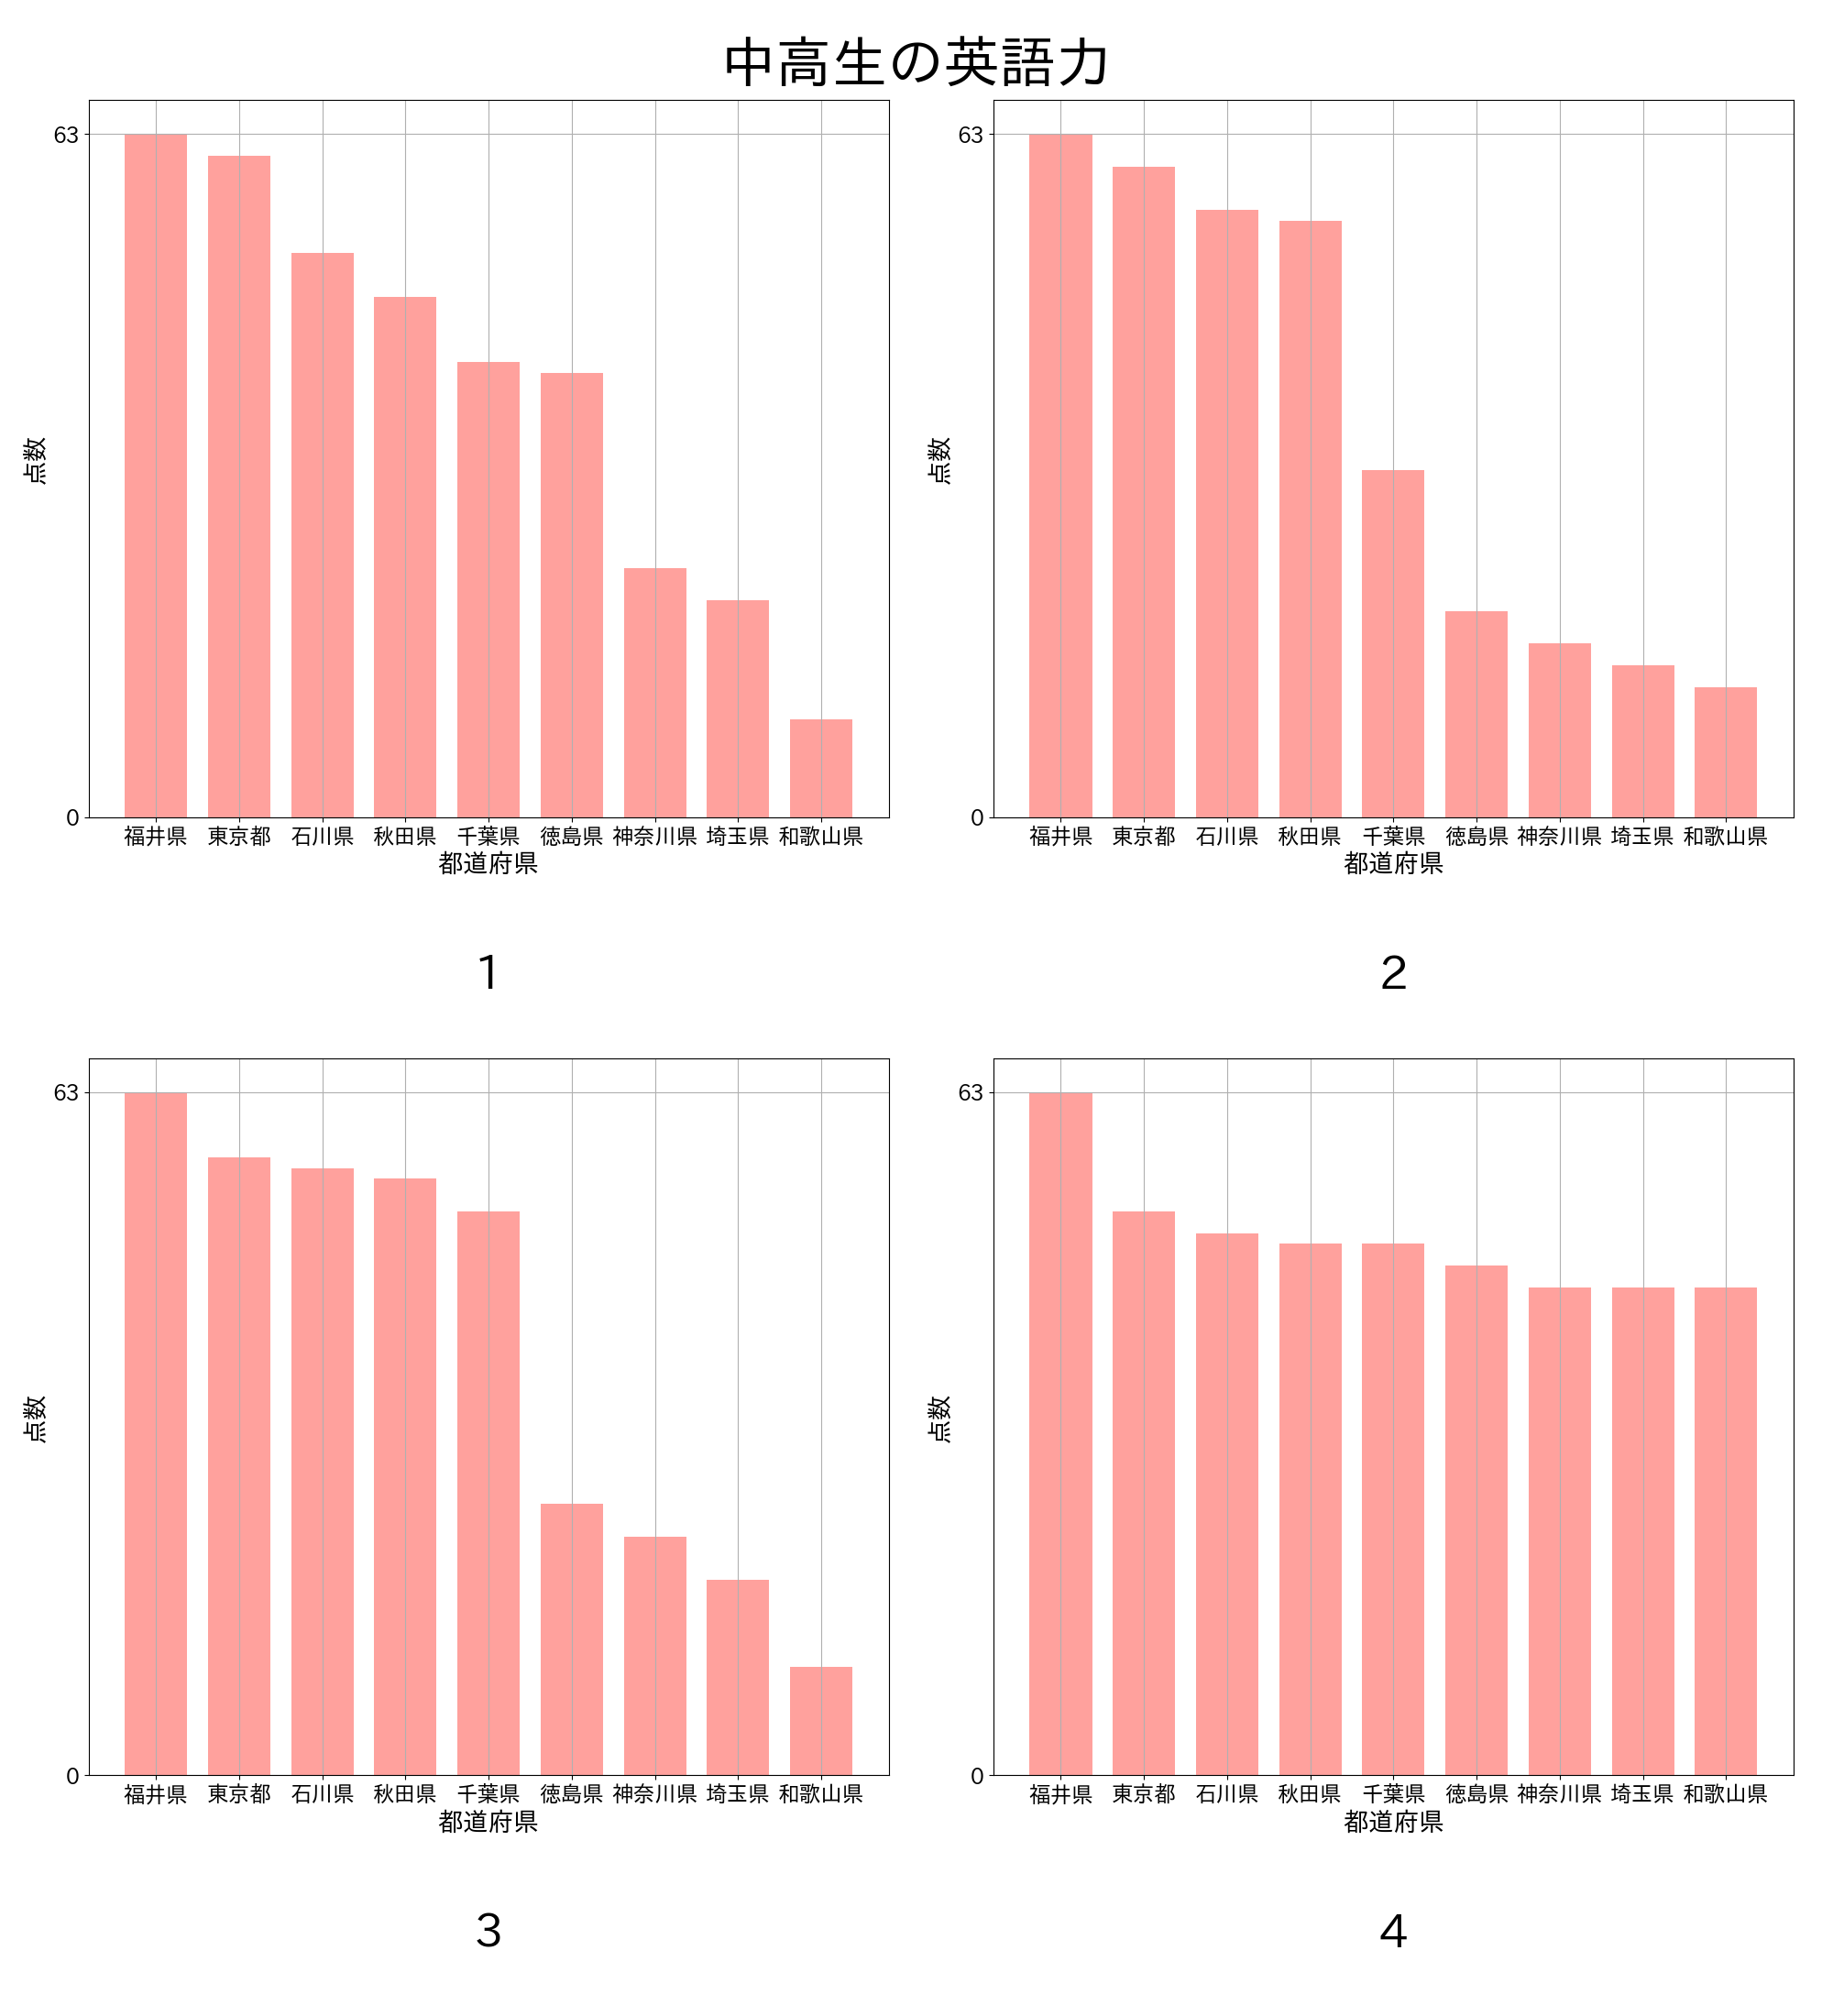 中高生の英語力
63
0
点数
福井県 東京都 石川県 秋田県 千葉県 徳島県 神奈川県 埼玉県 和歌山県
都道府県
1
63
0
点数
福井県 東京都 石川県 秋田県 千葉県 徳島県 神奈川県 埼玉県 和歌山県
都道府県
2
63
0
点数
福井県 東京都 石川県 秋田県 千葉県 徳島県 神奈川県 埼玉県 和歌山県
都道府県
3
63
0
点数
福井県 東京都 石川県 秋田県 千葉県 徳島県 神奈川県 埼玉県 和歌山県
都道府県
4